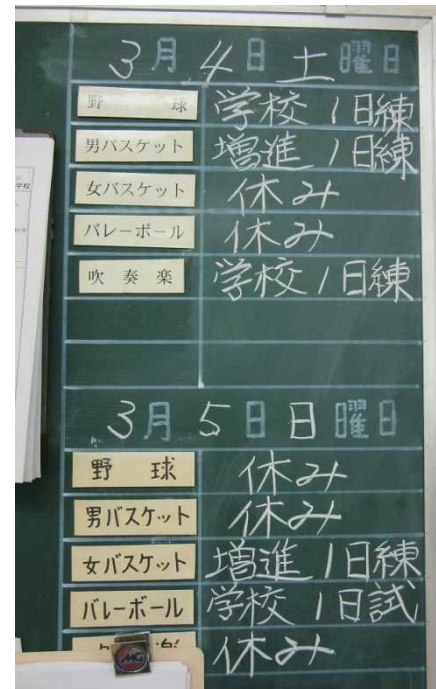 3月4日土曜日
野球 学校1日練
男バスケット 増進1日練
女バスケット 休み
バレーボール 休み
吹奏楽 学校1日練
3月5日日曜日
野球 休み
男バスケット 休み
女バスケット 増進1日練
バレーボール 学校1日試
休み